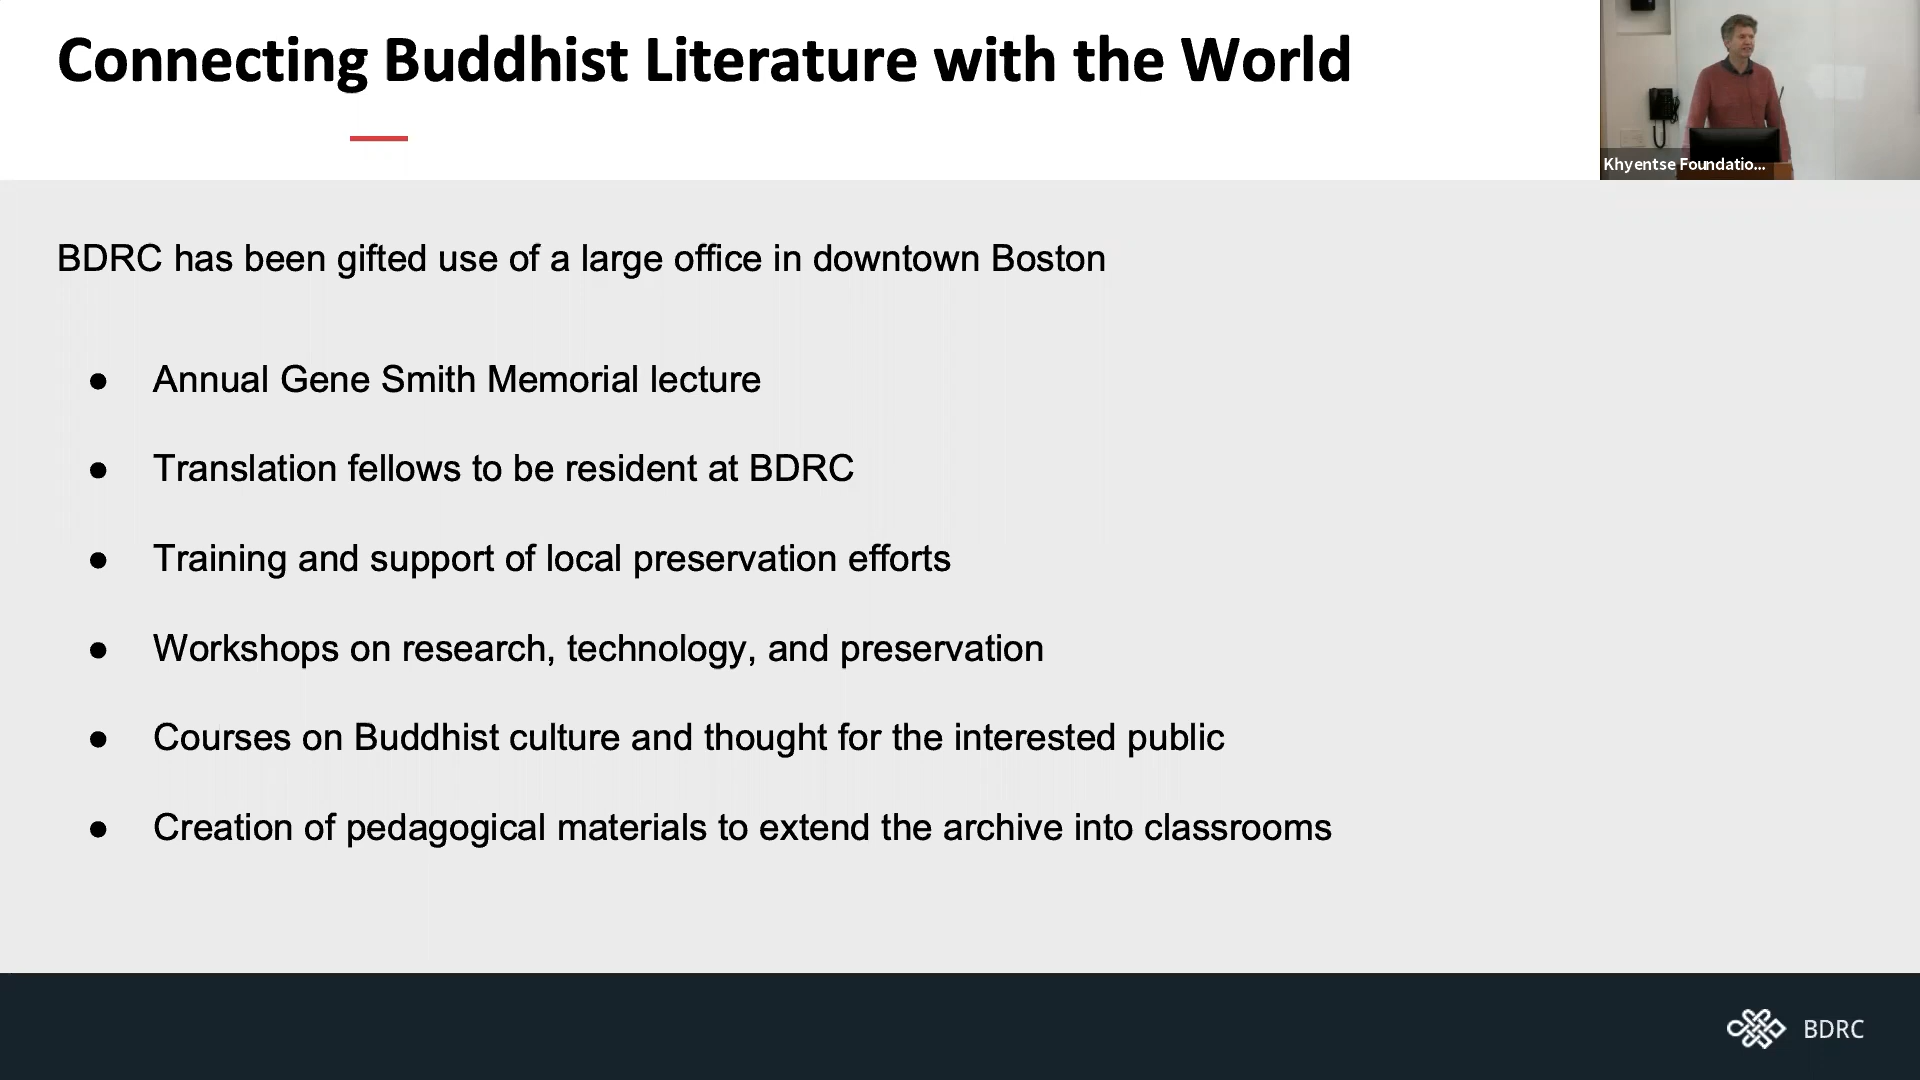 Connecting Buddhist Literature with the World
Khyentse Foundatio...
BDRC has been gifted use of a large office in downtown Boston
● Annual Gene Smith Memorial lecture
● Translation fellows to be resident at BDRC
● Training and support of local preservation efforts
● Workshops on research, technology, and preservation
● Courses on Buddhist culture and thought for the interested public
● Creation of pedagogical materials to extend the archive into classrooms
BDRC